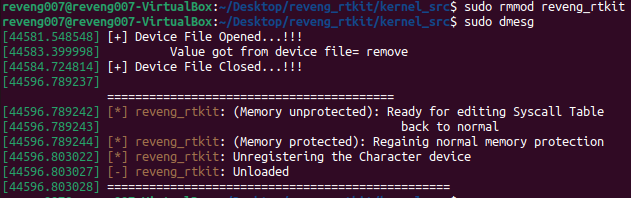 reveng007@reveng007-VirtualBox:~/Desktop/reveng_rtkit/kernel_src$ sudo rmmod reveng_rtkit
reveng007@reveng007-VirtualBox:~/Desktop/reveng_rtkit/kernel_src$ sudo dmesg
[44581.548548] [+] Device File Opened...!!!
[44583.399998] Value got from device file= remove
[44584.724814] [+] Device File Closed...!!!
[44596.789237]
=========================================
[44596.789242] [*] reveng_rtkit: (Memory unprotected): Ready for editing Syscall Table
[44596.789243] back to normal
[44596.789244] [*] reveng_rtkit: (Memory protected): Regainig normal memory protection
[44596.803022] [*] reveng_rtkit: Unregistering the Character device
[44596.803027] [-] reveng_rtkit: Unloaded
[44596.803028] =================================================